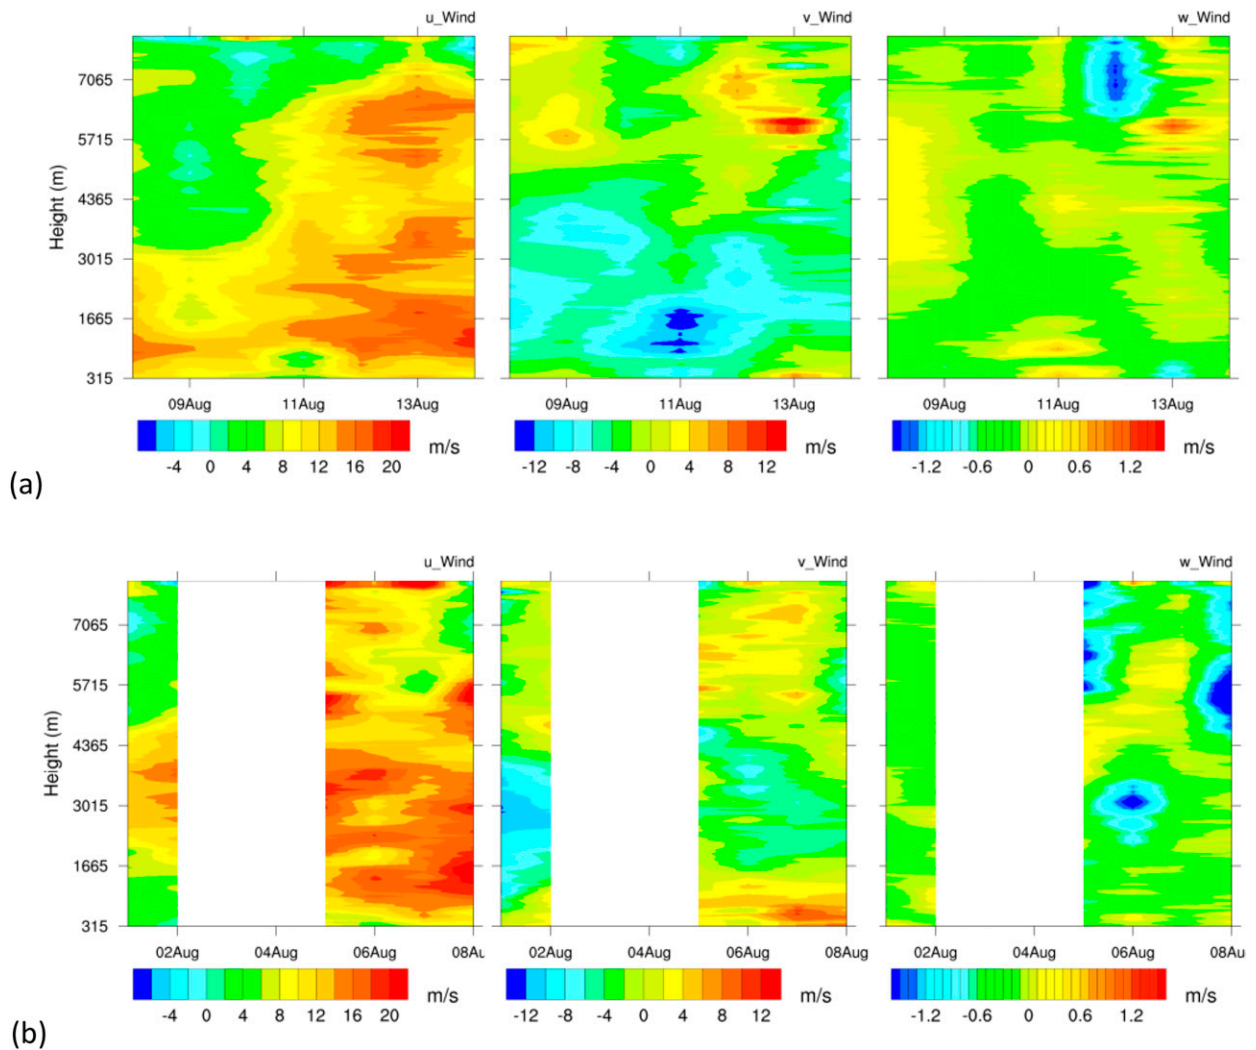 u_Wind v_Wind w_Wind
Height (m)
7065
5715
4365
3015
1665
315
09Aug 11Aug 13Aug 09Aug 11Aug 13Aug 09Aug 11Aug 13Aug
-4 0 4 8 12 16 20 m/s -12 -8 -4 0 4 8 12 m/s -1.2 -0.6 0 0.6 1.2 m/s
(a)
u_Wind v_Wind w_Wind
Height (m)
7065
5715
4365
3015
1665
315
02Aug 04Aug 06Aug 08Au 02Aug 04Aug 06Aug 08Aug 02Aug 04Aug 06Aug 08Au
-4 0 4 8 12 16 20 m/s -12 -8 -4 0 4 8 12 m/s -1.2 -0.6 0 0.6 1.2 m/s
(b)